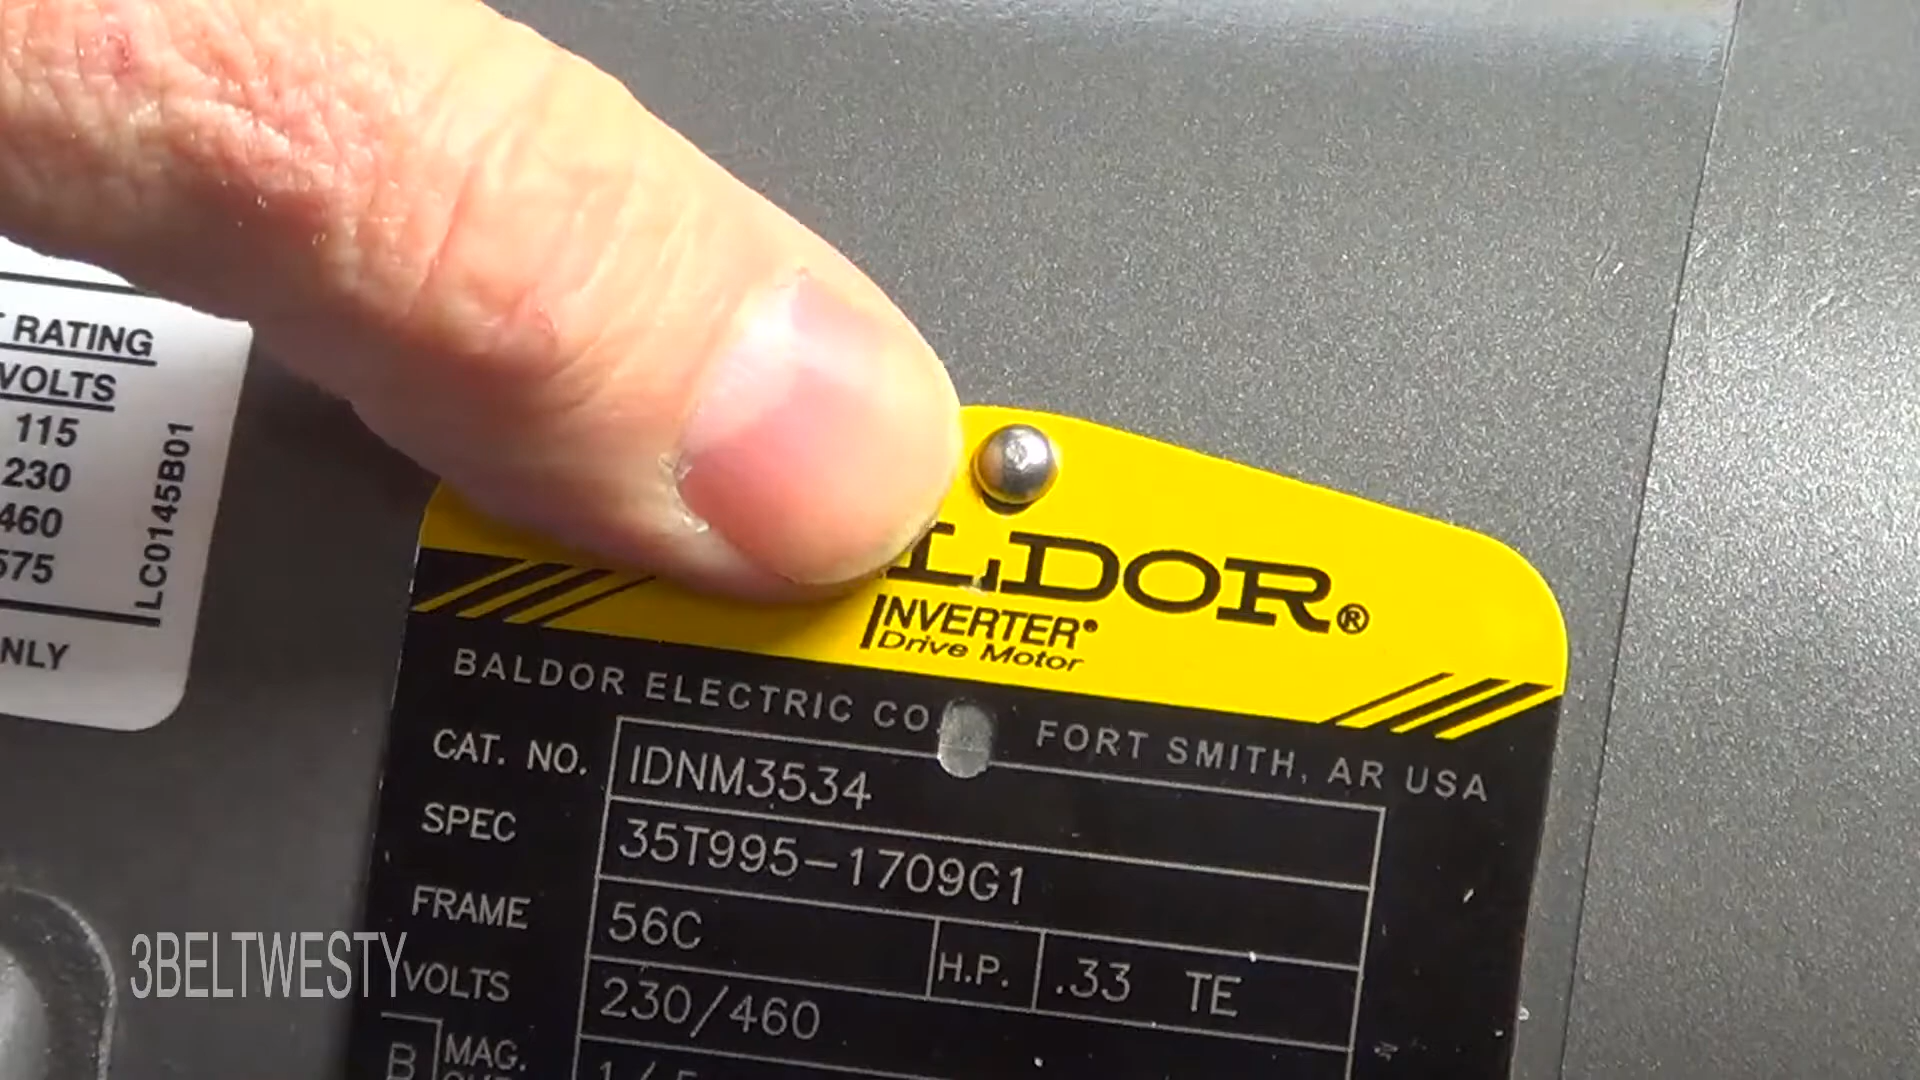 RATING
VOLTS
115
230
460
575
LC0145B01
NLY
LDOR®
INVERTER®
Drive Motor
BALDOR ELECTRIC CO FORT SMITH, AR USA
CAT. NO. IDNM3534
SPEC 35T995-1709G1
FRAME 56C H.P. .33 TE
VOLTS 230/460
B MAG.
3BELTWESTY